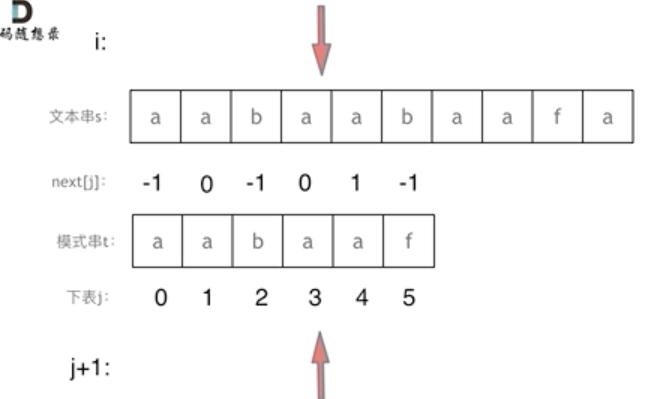 D
码随想录
i:
文本串s: a a b a a b a a f a
next[j]: -1 0 -1 0 1 -1
模式串t: a a b a a f
下表j: 0 1 2 3 4 5
j+1: